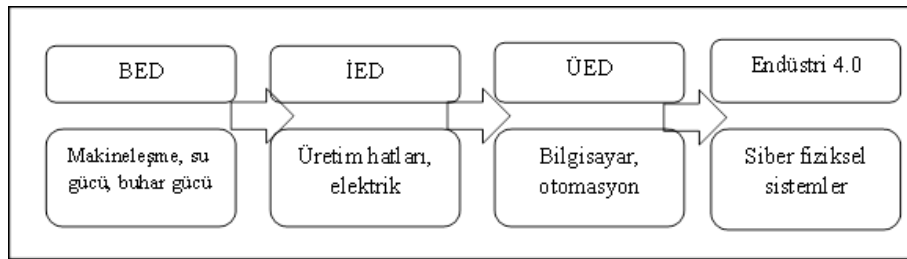 BED
İED
ÜED
Endüstri 4.0
Makineleşme, su
gücü, buhar gücü
Üretim hatları,
elektrik
Bilgisayar,
otomasyon
Siber fiziksel
sistemler